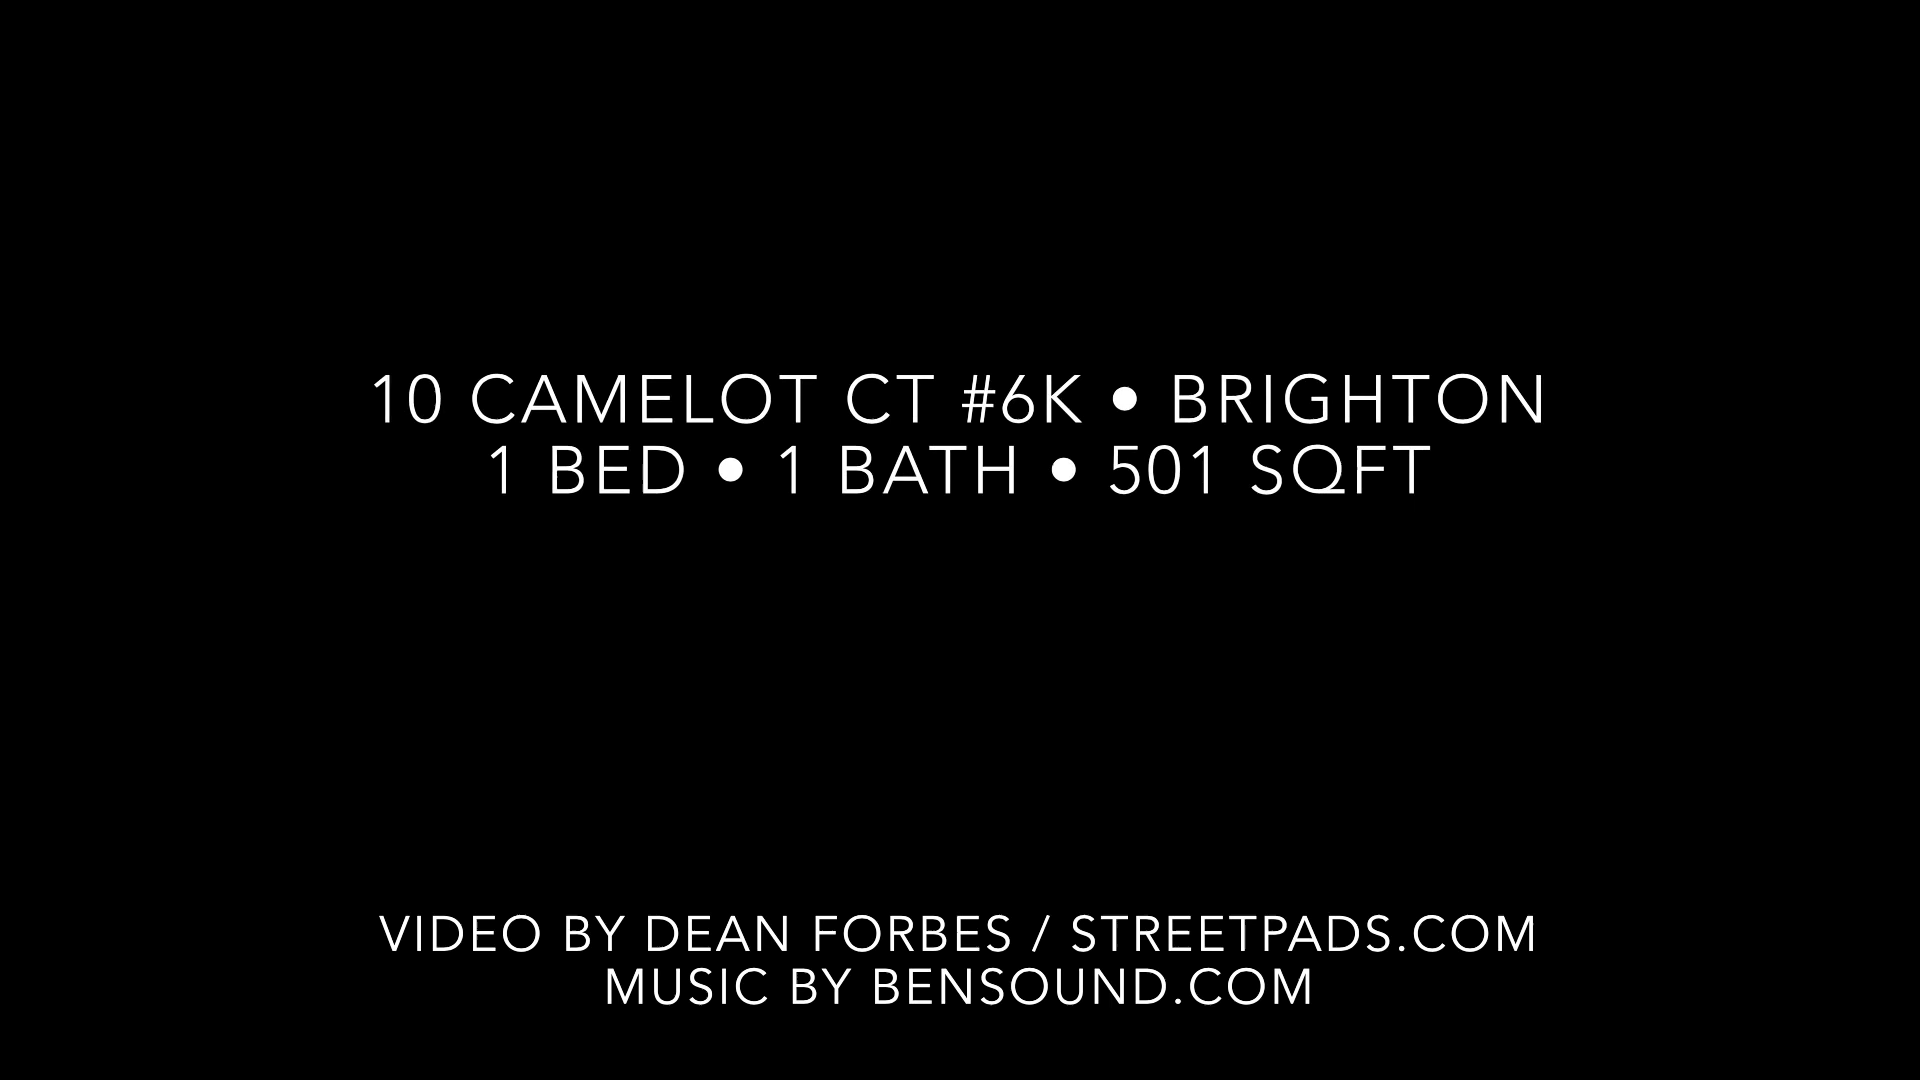 10 CAMELOT CT #6K • BRIGHTON
1 BED • 1 BATH • 501 SQFT
VIDEO BY DEAN FORBES / STREETPADS.COM
MUSIC BY BENSOUND.COM